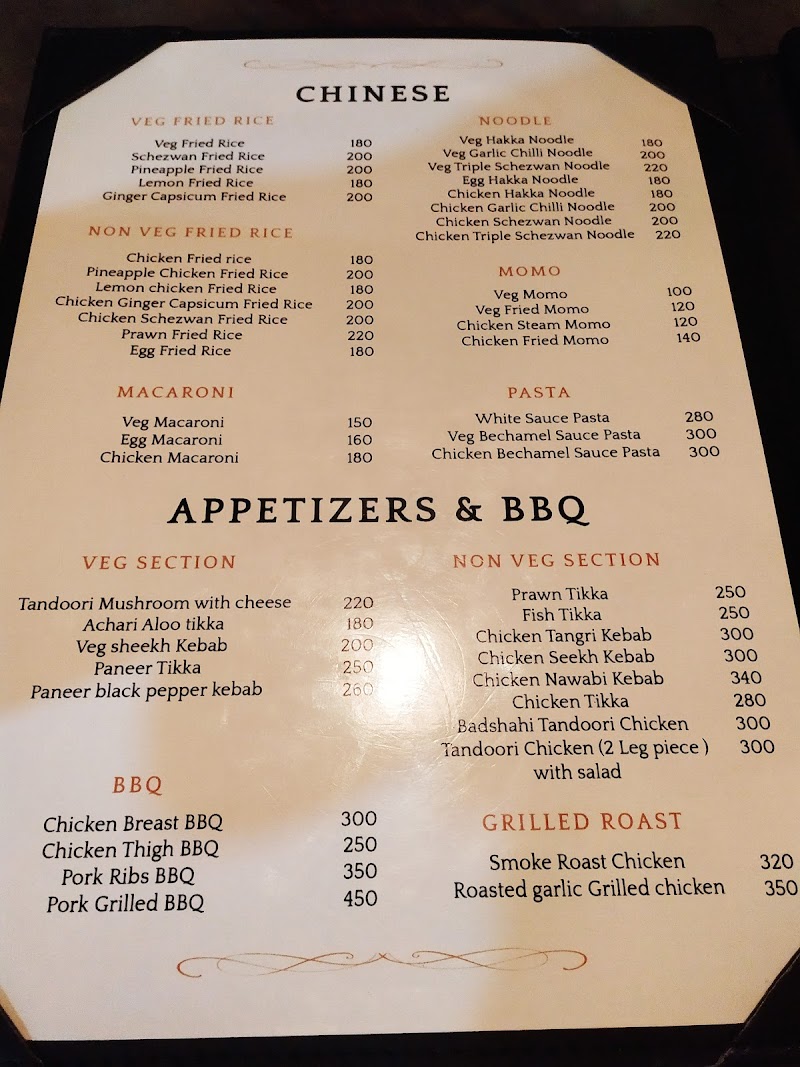 CHINESE
VEG FRIED RICE
Veg Fried Rice 180
Schezwan Fried Rice 200
Pineapple Fried Rice 200
Lemon Fried Rice 180
Ginger Capsicum Fried Rice 200
NON VEG FRIED RICE
Chicken Fried rice 180
Pineapple Chicken Fried Rice 200
Lemon chicken Fried Rice 180
Chicken Ginger Capsicum Fried Rice 200
Chicken Schezwan Fried Rice 200
Prawn Fried Rice 220
Egg Fried Rice 180
MACARONI
Veg Macaroni 150
Egg Macaroni 160
Chicken Macaroni 180
NOODLE
Veg Hakka Noodle 180
Veg Garlic Chilli Noodle 200
Veg Triple Schezwan Noodle 220
Egg Hakka Noodle 180
Chicken Hakka Noodle 180
Chicken Garlic Chilli Noodle 200
Chicken Schezwan Noodle 200
Chicken Triple Schezwan Noodle 220
MOMO
Veg Momo 100
Veg Fried Momo 120
Chicken Steam Momo 120
Chicken Fried Momo 140
PASTA
White Sauce Pasta 280
Veg Bechamel Sauce Pasta 300
Chicken Bechamel Sauce Pasta 300
APPETIZERS & BBQ
VEG SECTION
Tandoori Mushroom with cheese 220
Achari Aloo tikka 180
Veg sheekh Kebab 200
Paneer Tikka 250
Paneer black pepper kebab 260
BBQ
Chicken Breast BBQ 300
Chicken Thigh BBQ 250
Pork Ribs BBQ 350
Pork Grilled BBQ 450
NON VEG SECTION
Prawn Tikka 250
Fish Tikka 250
Chicken Tangri Kebab 300
Chicken Seekh Kebab 300
Chicken Nawabi Kebab 340
Chicken Tikka 280
Badshahi Tandoori Chicken 300
Tandoori Chicken (2 Leg piece ) 300
with salad
GRILLED ROAST
Smoke Roast Chicken 320
Roasted garlic Grilled chicken 350